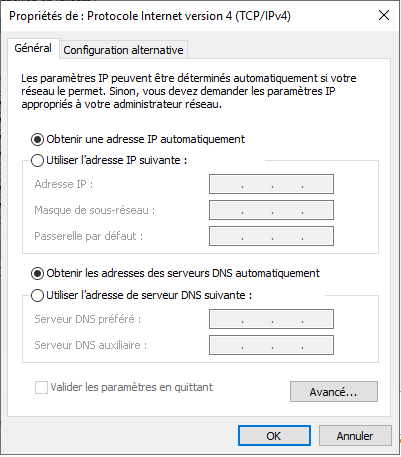 Propriétés de : Protocole Internet version 4 (TCP/IPv4)
Général
Configuration alternative
Les paramètres IP peuvent être déterminés automatiquement si votre
réseau le permet. Sinon, vous devez demander les paramètres IP
appropriés à votre administrateur réseau.
Obtenir une adresse IP automatiquement
Utiliser l'adresse IP suivante :
Adresse IP :
Masque de sous-réseau :
Passerelle par défaut :
Obtenir les adresses des serveurs DNS automatiquement
Utiliser l'adresse de serveur DNS suivante :
Serveur DNS préféré :
Serveur DNS auxiliaire :
Valider les paramètres en quittant
Avancé...
OK
Annuler